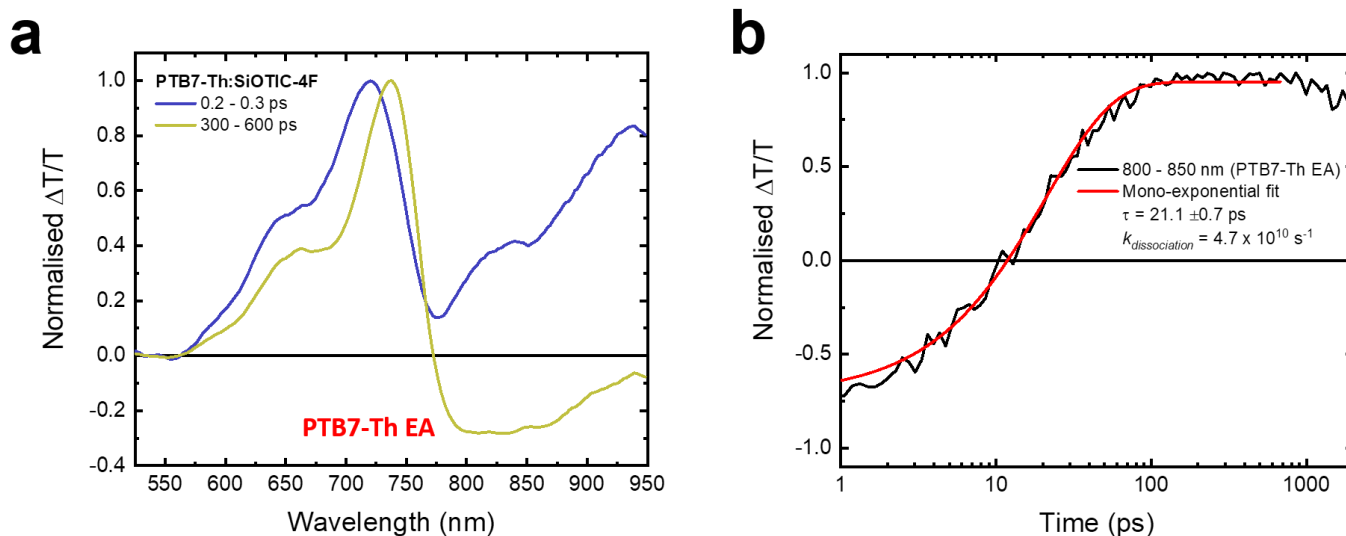 a
PTB7-Th:SiOTIC-4F
0.2 - 0.3 ps
300 - 600 ps
1.0
0.8
0.6
0.4
0.2
0.0
-0.2
-0.4
Normalised ΔT/T
PTB7-Th EA
550 600 650 700 750 800 850 900 950
Wavelength (nm)
b
1.0
0.5
0.0
-0.5
-1.0
Normalised ΔT/T
800 - 850 nm (PTB7-Th EA)
Mono-exponential fit
τ = 21.1 ±0.7 ps
k_dissociation = 4.7 x 10¹⁰ s⁻¹
1 10 100 1000
Time (ps)